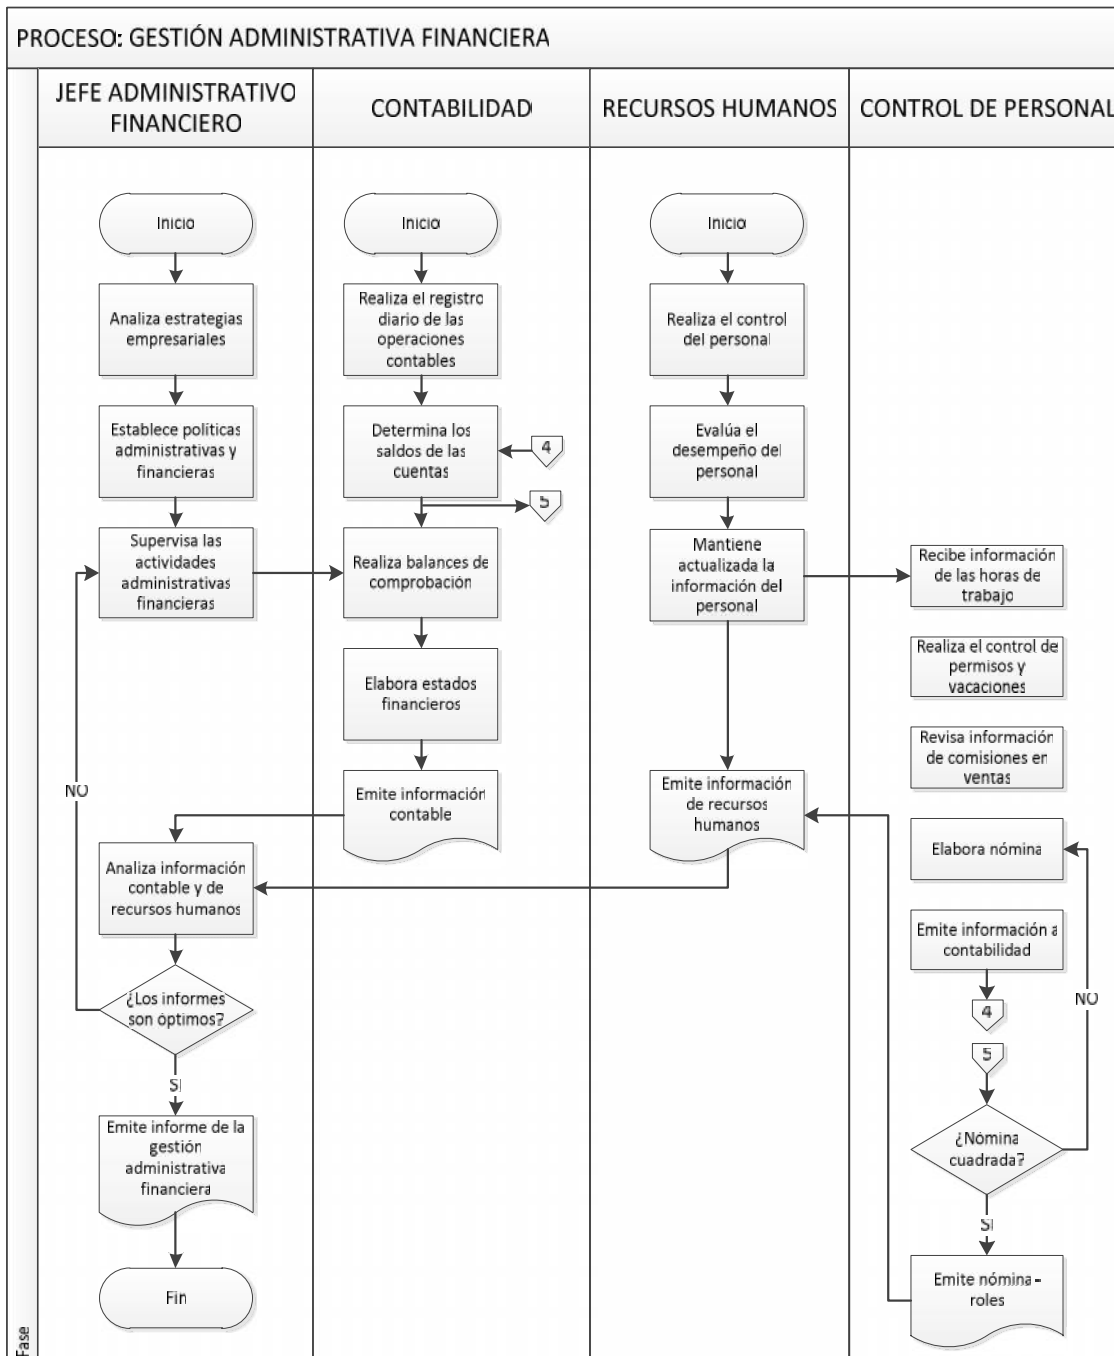 PROCESO: GESTIÓN ADMINISTRATIVA FINANCIERA
JEFE ADMINISTRATIVO
FINANCIERO
CONTABILIDAD
RECURSOS HUMANOS
CONTROL DE PERSONAL
Inicio
Analiza estrategias
empresariales
Establece políticas
administrativas y
financieras
Supervisa las
actividades
administrativas
financieras
NO
Analiza información
contable y de
recursos humanos
¿Los informes
son óptimos?
SI
Emite informe de la
gestión
administrativa
financiera
Fin
Inicio
Realiza el registro
diario de las
operaciones
contables
Determina los
saldos de las
cuentas
4
5
Realiza balances de
comprobación
Elabora estados
financieros
Emite información
contable
Inicio
Realiza el control
del personal
Evalúa el
desempeño del
personal
Mantiene
actualizada la
información del
personal
Emite información
de recursos
humanos
Recibe información
de las horas de
trabajo
Realiza el control de
permisos y
vacaciones
Revisa información
de comisiones en
ventas
Elabora nómina
Emite información a
contabilidad
4
NO
5
¿Nómina
cuadrada?
SI
Emite nómina-
roles
Fase